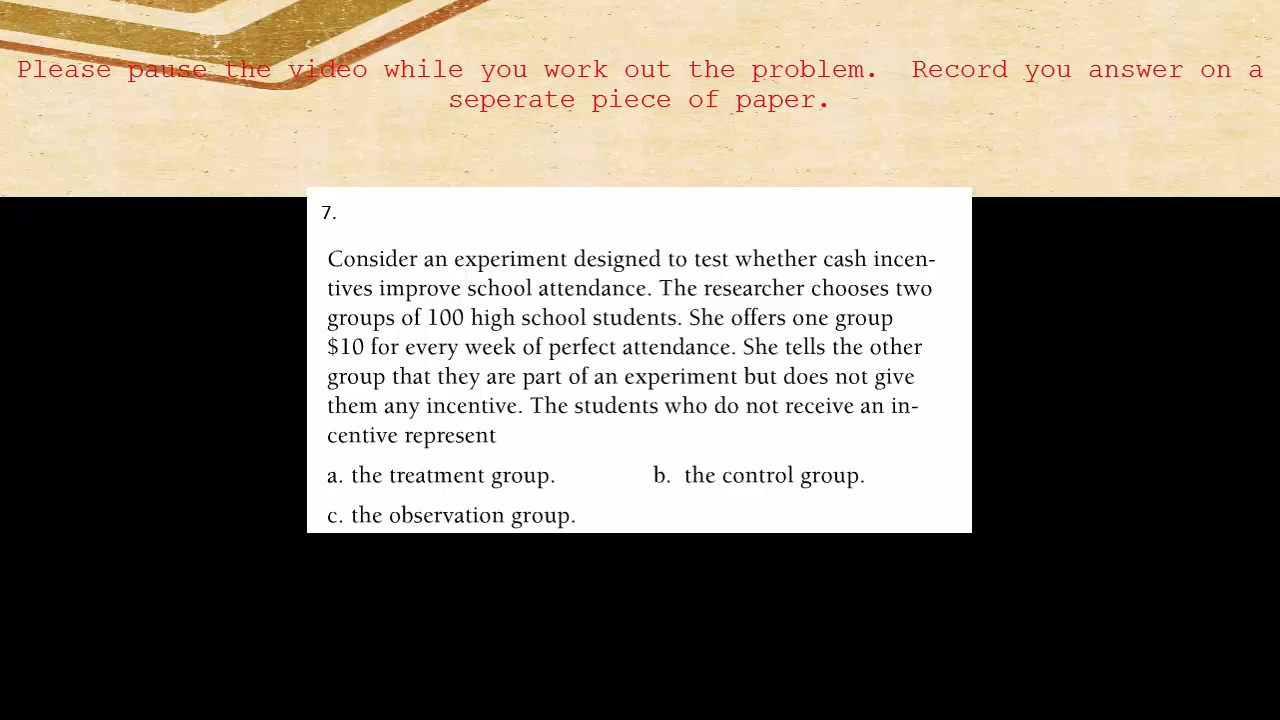 Please pause the video while you work out the problem.  Record you answer on a
seperate piece of paper.
7.
Consider an experiment designed to test whether cash incen-
tives improve school attendance. The researcher chooses two
groups of 100 high school students. She offers one group
$10 for every week of perfect attendance. She tells the other
group that they are part of an experiment but does not give
them any incentive. The students who do not receive an in-
centive represent
a. the treatment group. b. the control group.
c. the observation group.